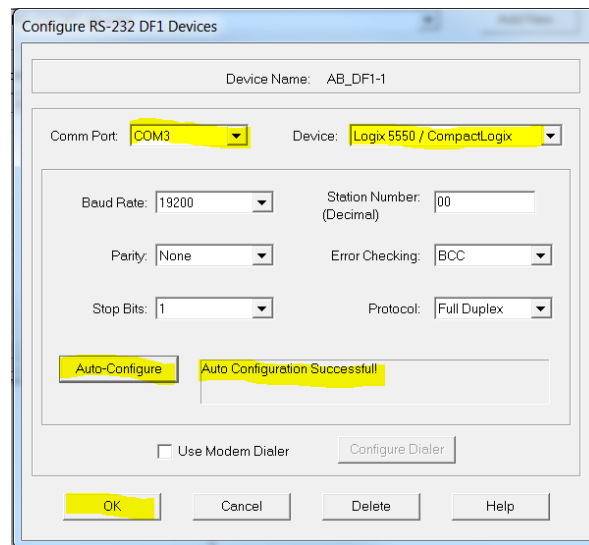 Configure RS-232 DF1 Devices
Device Name: AB_DF1-1
Comm Port: COM3 Device: Logix 5550 / CompactLogix
Baud Rate: 19200 Station Number: 00
(Decimal)
Parity: None Error Checking: BCC
Stop Bits: 1 Protocol: Full Duplex
Auto-Configure Auto Configuration Successful!
Use Modem Dialer Configure Dialer
OK Cancel Delete Help